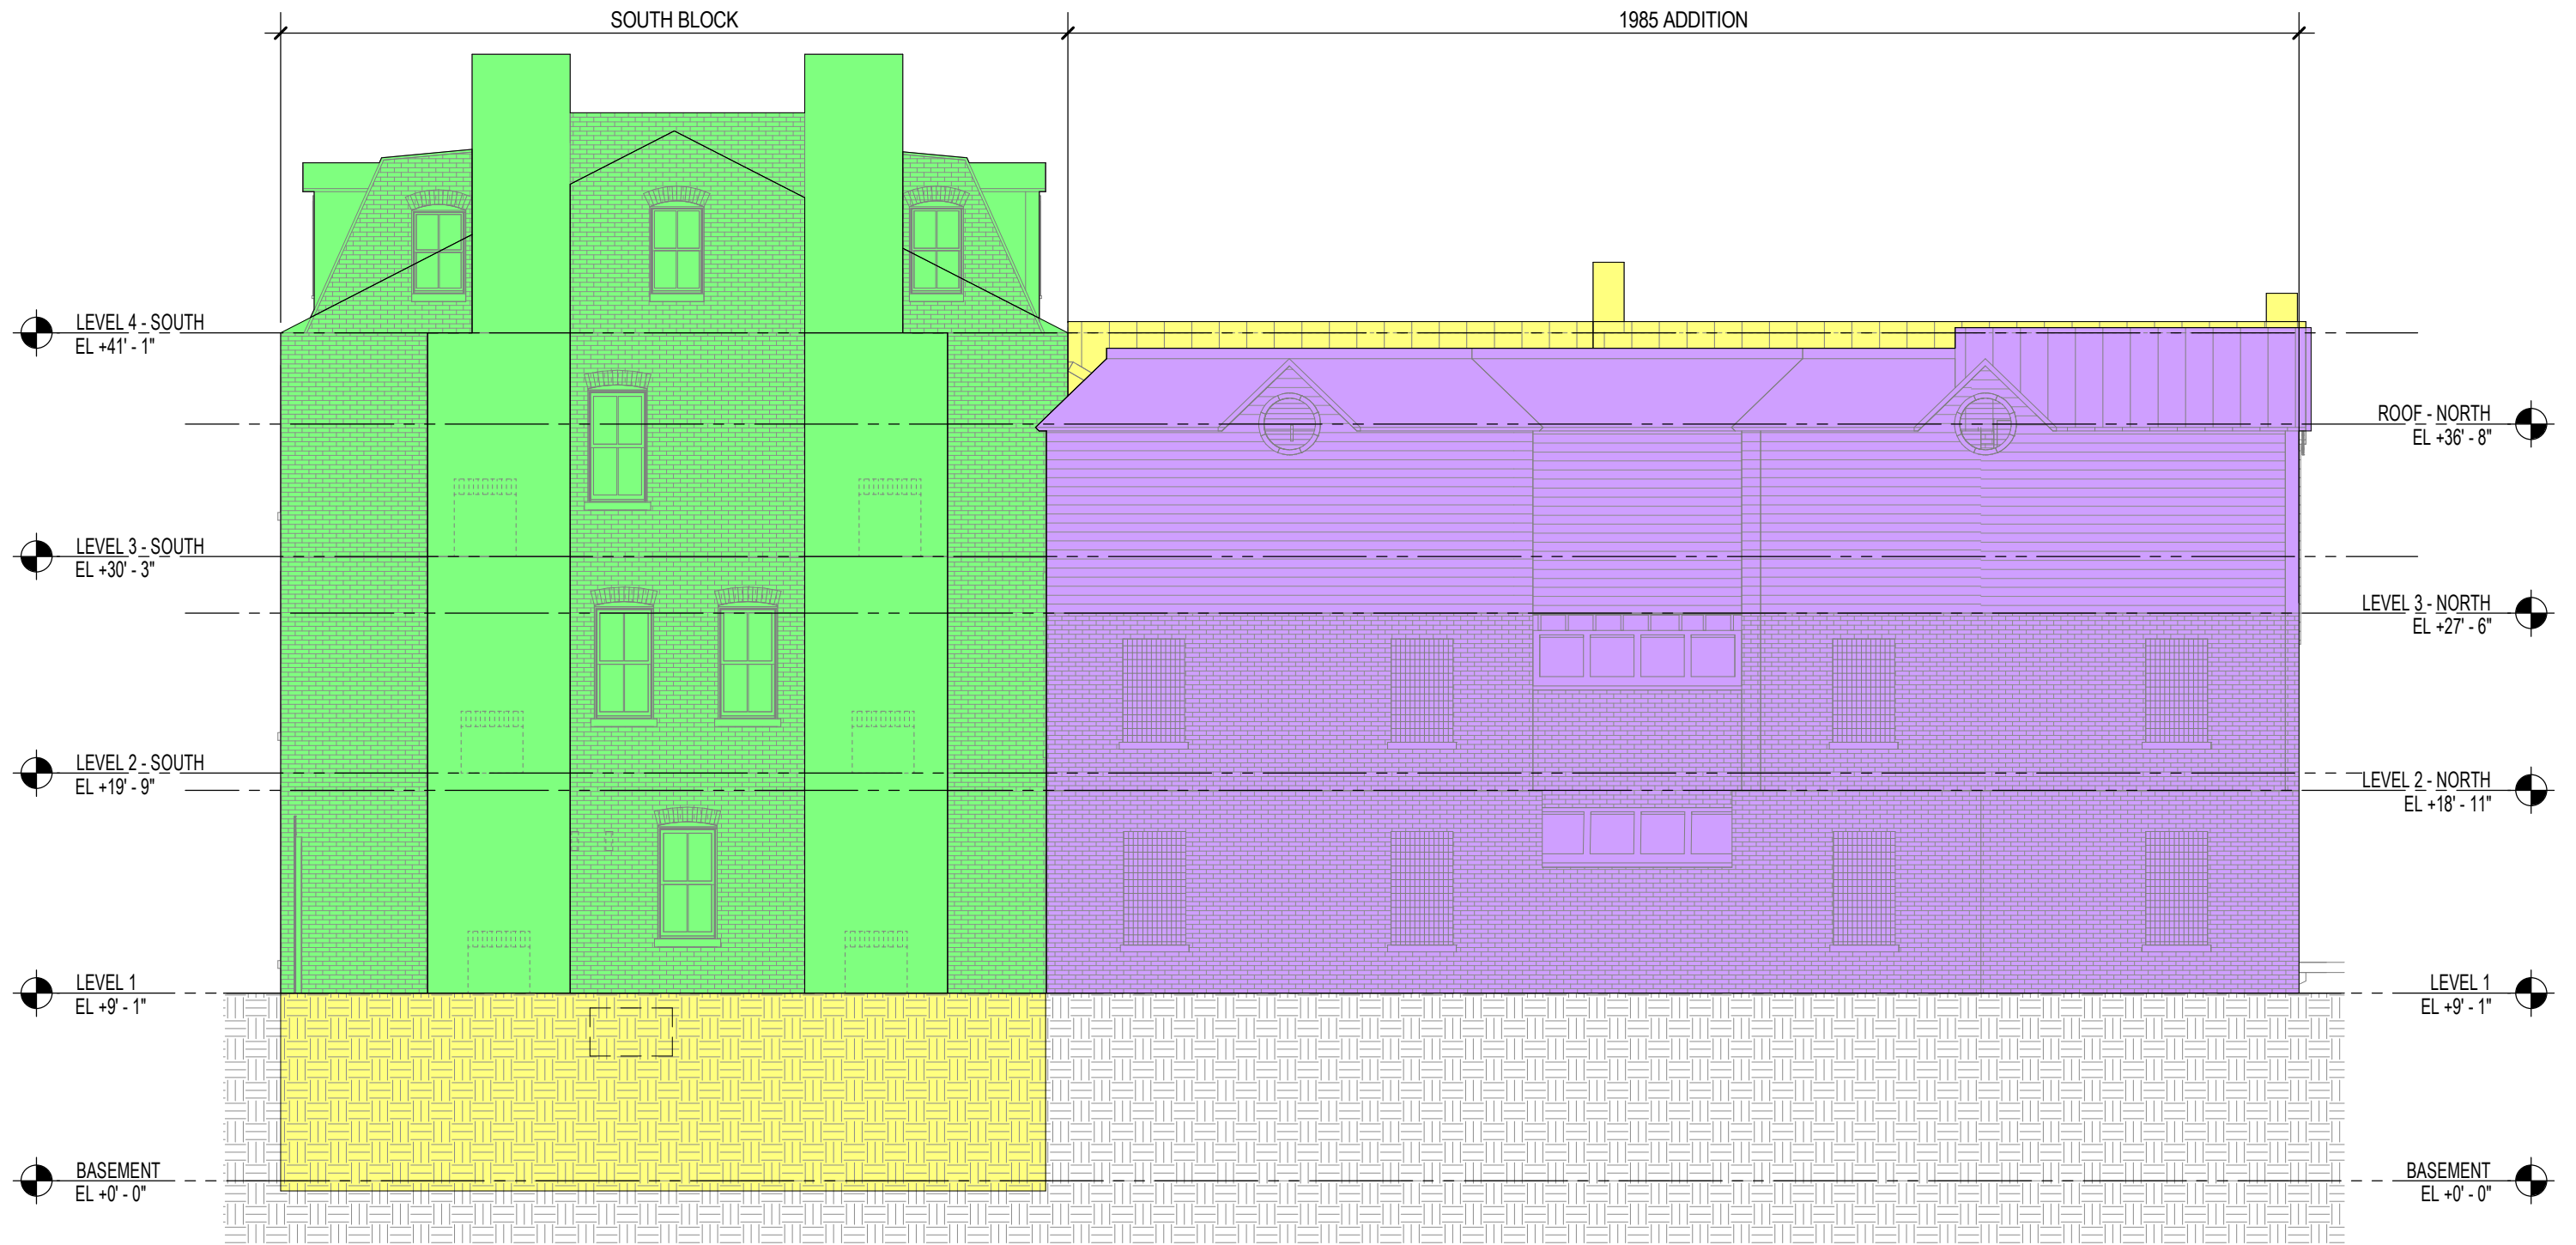 SOUTH BLOCK
1985 ADDITION
LEVEL 4 - SOUTH
EL +41' - 1"
ROOF - NORTH
EL +36' - 8"
LEVEL 3 - SOUTH
EL +30' - 3"
LEVEL 3 - NORTH
EL +27' - 6"
LEVEL 2 - SOUTH
EL +19' - 9"
LEVEL 2 - NORTH
EL +18' - 11"
LEVEL 1
EL +9' - 1"
LEVEL 1
EL +9' - 1"
BASEMENT
EL +0' - 0"
BASEMENT
EL +0' - 0"